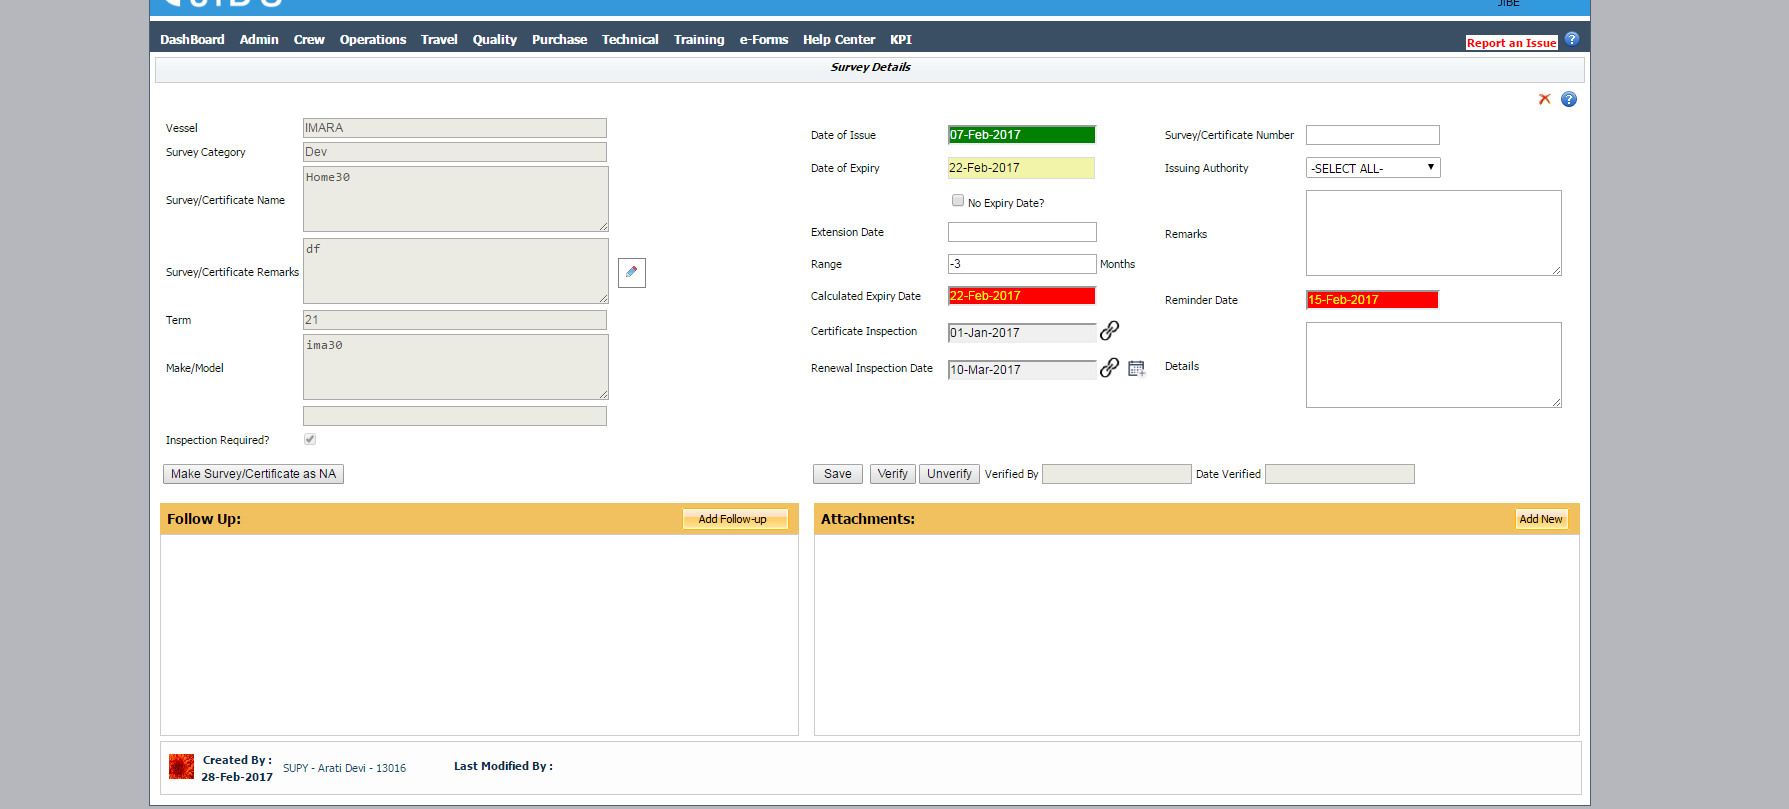 JIBE
DashBoard Admin Crew Operations Travel Quality Purchase Technical Training e-Forms Help Center KPI
Report an Issue
Survey Details
Vessel IMARA
Survey Category Dev
Survey/Certificate Name Home30
Survey/Certificate Remarks df
Term 21
Make/Model ima30
Inspection Required?
Make Survey/Certificate as NA
Date of Issue 07-Feb-2017
Date of Expiry 22-Feb-2017
No Expiry Date?
Extension Date
Range -3 Months
Calculated Expiry Date 22-Feb-2017
Certificate Inspection 01-Jan-2017
Renewal Inspection Date 10-Mar-2017
Survey/Certificate Number
Issuing Authority -SELECT ALL-
Remarks
Reminder Date 15-Feb-2017
Details
Save Verify Unverify Verified By Date Verified
Follow Up: Add Follow-up
Attachments: Add New
Created By :
28-Feb-2017
SUPY - Arati Devi - 13016
Last Modified By :